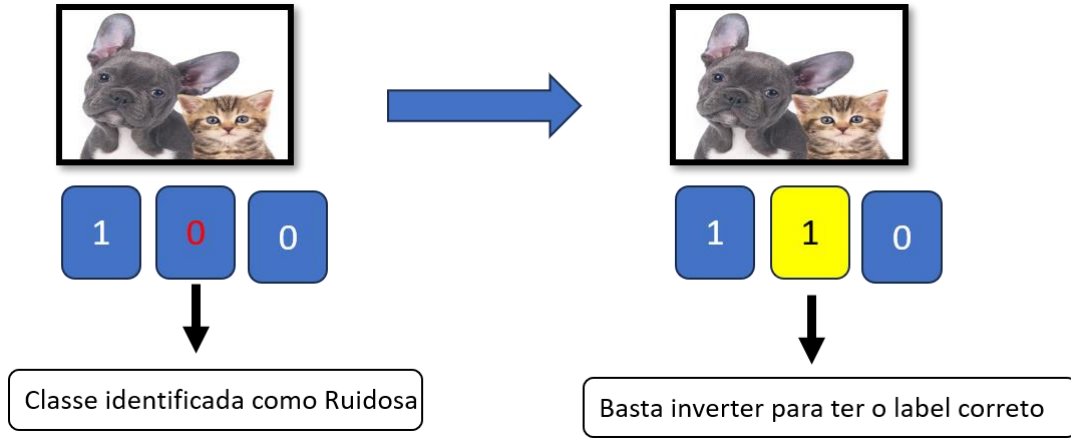 1 0 0
1 1 0
Classe identificada como Ruidosa
Basta inverter para ter o label correto